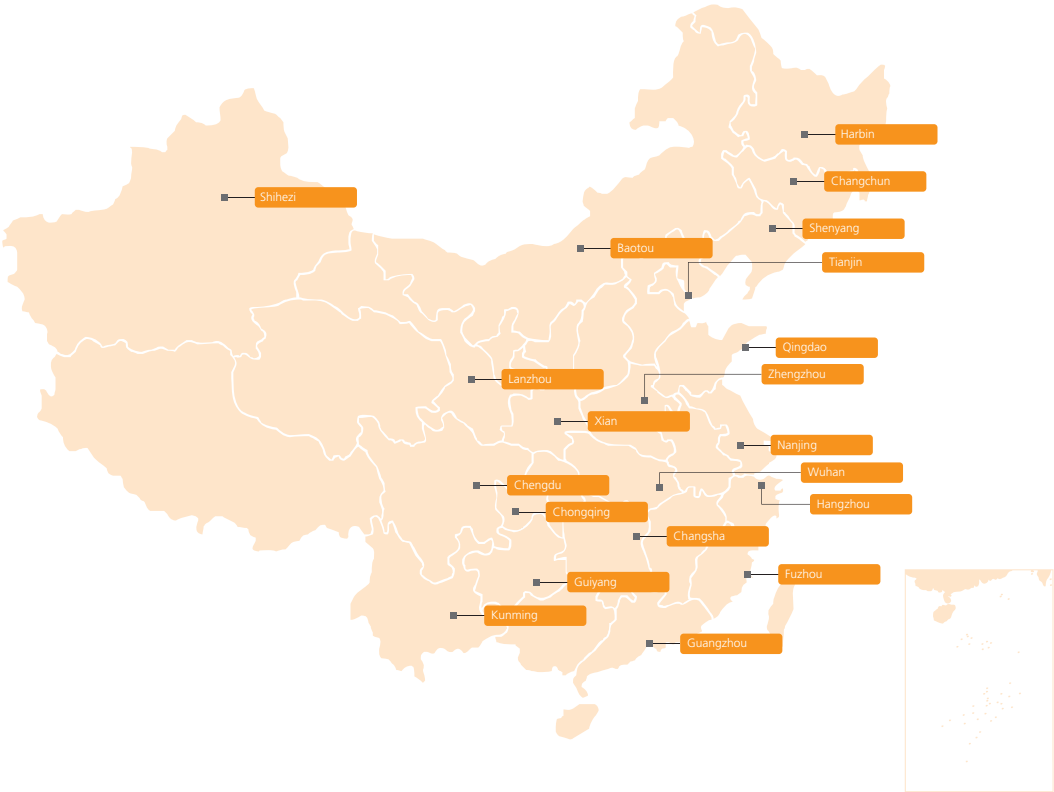 Harbin
Changchun
Shihezi
Shenyang
Baotou
Tianjin
Qingdao
Zhengzhou
Lanzhou
Xian
Nanjing
Wuhan
Chengdu
Hangzhou
Chongqing
Changsha
Fuzhou
Guiyang
Kunming
Guangzhou